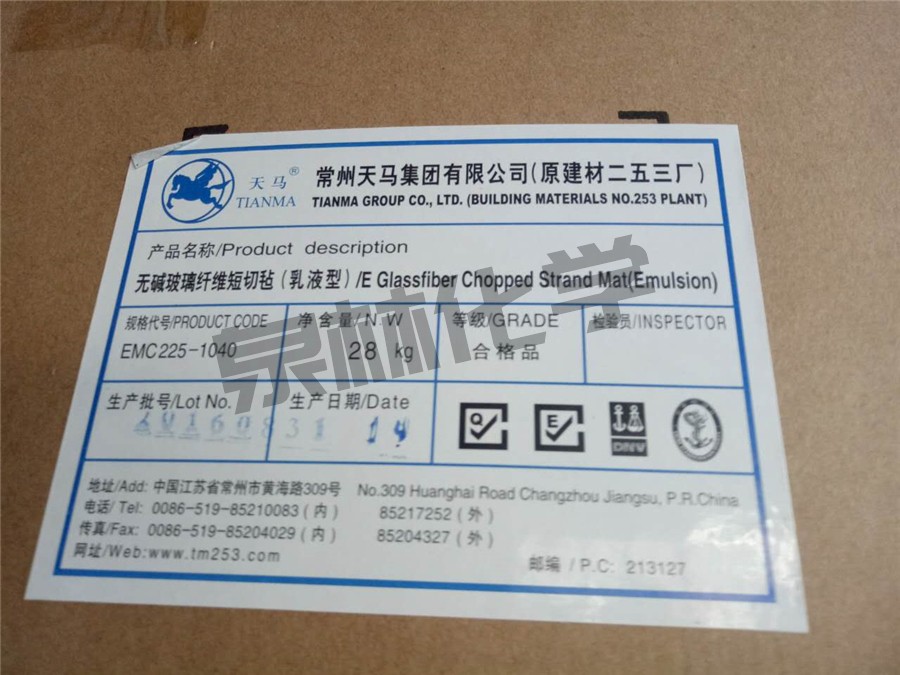 天马®
TIANMA
常州天马集团有限公司(原建材二五三厂)
TIANMA GROUP CO., LTD. (BUILDING MATERIALS NO.253 PLANT)
产品名称/Product description
无碱玻璃纤维短切毡(乳液型)/E Glassfiber Chopped Strand Mat(Emulsion)
规格代号/PRODUCT CODE
EMC225-1040
净含量/N.W
28 kg
等级/GRADE
合格品
检验员/INSPECTOR
生产批号/Lot No.
生产日期/Date
Q
E
DNV
地址/Add: 中国江苏省常州市黄海路309号 No.309 Huanghai Road Changzhou Jiangsu, P.R.China
电话/ Tel: 0086-519-85210083 (内) 85217252 (外)
传真/Fax: 0086-519-85204029 (内) 85204327 (外)
网址/Web:www.tm253.com
邮编 / P.C: 213127
泉林化学